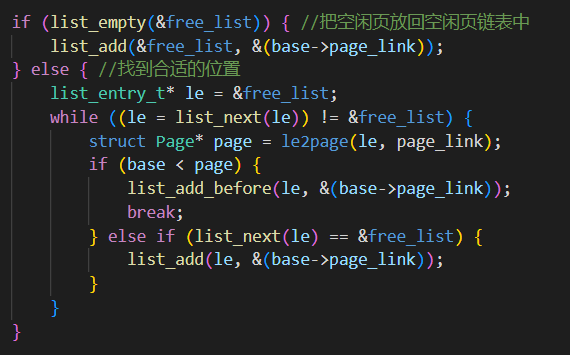 if (list_empty(&free_list)) { //把空闲页放回空闲页链表中
    list_add(&free_list, &(base->page_link));
} else { //找到合适的位置
    list_entry_t* le = &free_list;
    while ((le = list_next(le)) != &free_list) {
        struct Page* page = le2page(le, page_link);
        if (base < page) {
            list_add_before(le, &(base->page_link));
            break;
        } else if (list_next(le) == &free_list) {
            list_add(le, &(base->page_link));
        }
    }
}